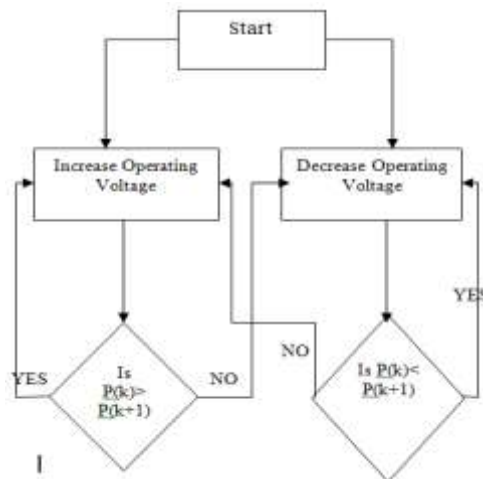 Start
Increase Operating
Voltage
Decrease Operating
Voltage
YES
Is
P(k)>
P(k+1)
NO
NO
Is P(k)<
P(k+1)
YES